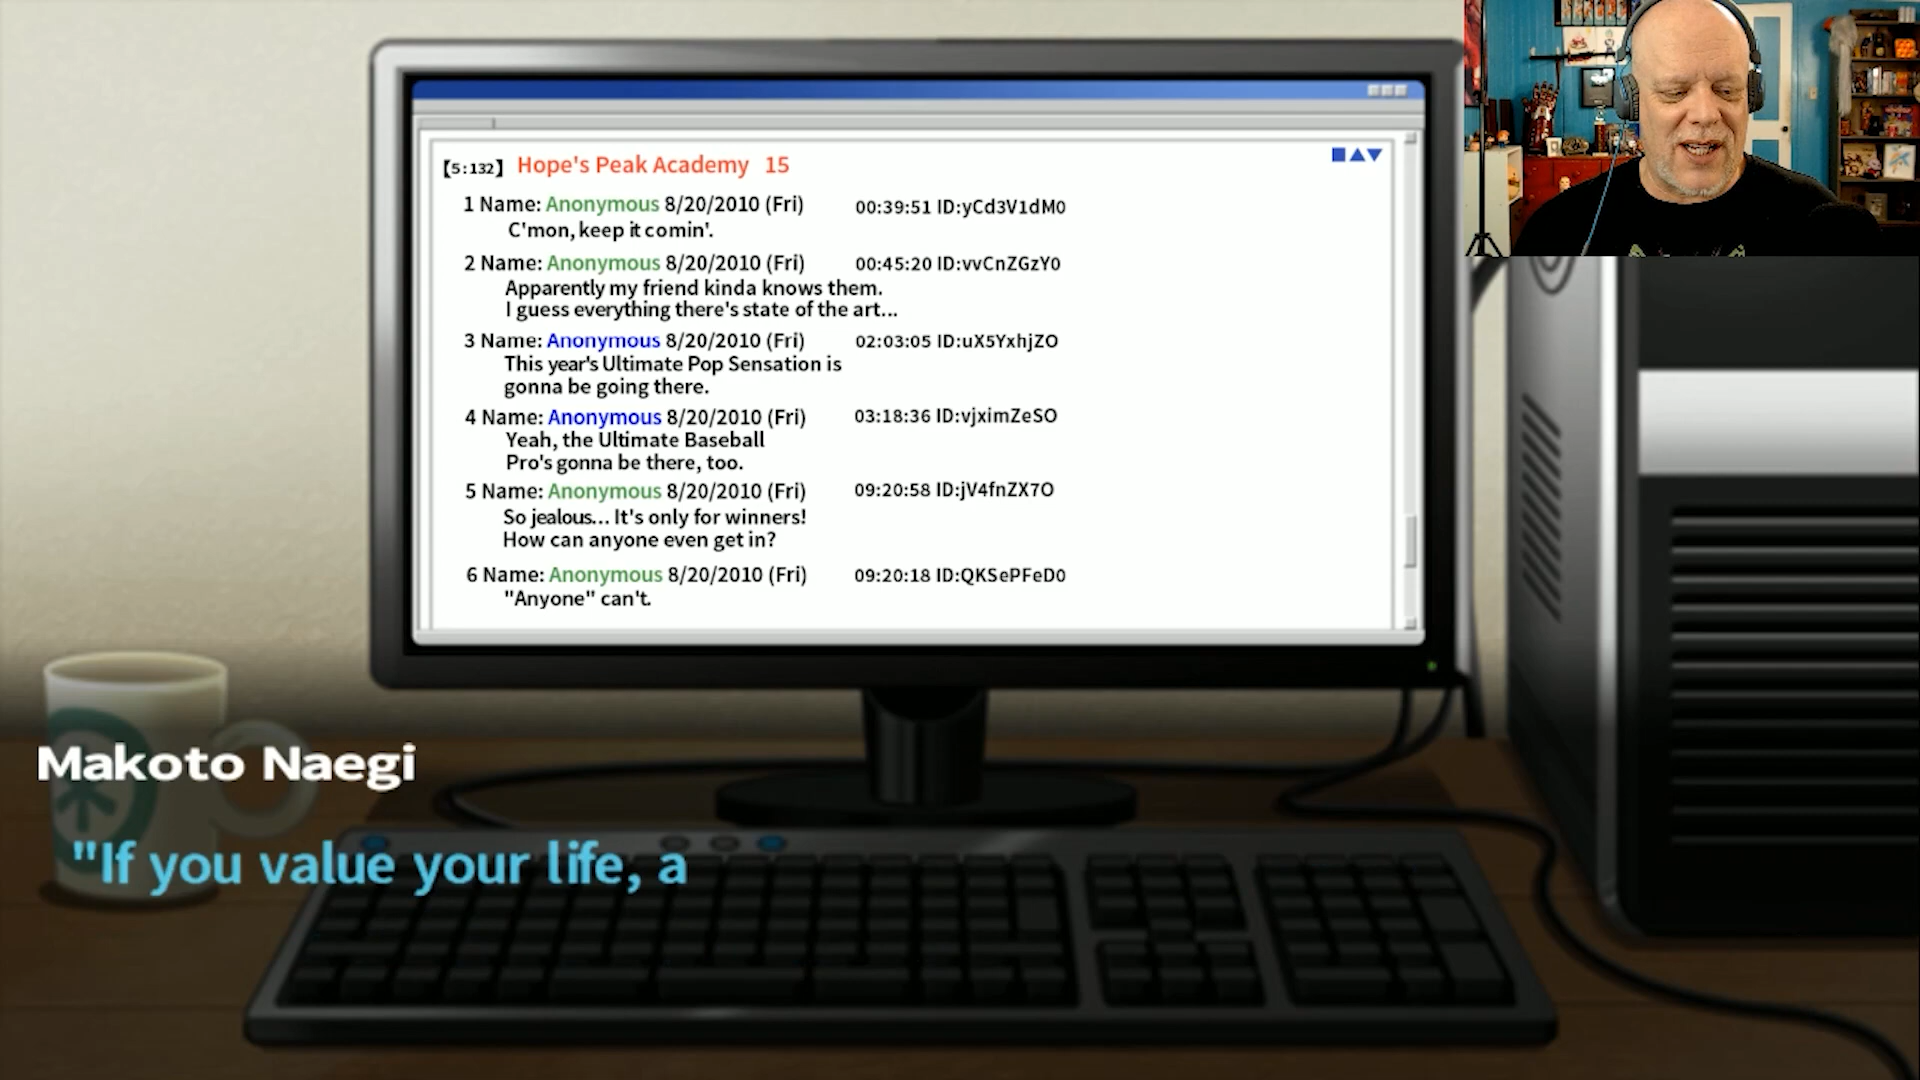 【5:132】 Hope's Peak Academy 15
1 Name: Anonymous 8/20/2010 (Fri) 00:39:51 ID:yCd3V1dM0
C'mon, keep it comin'.
2 Name: Anonymous 8/20/2010 (Fri) 00:45:20 ID:vvCnZGzY0
Apparently my friend kinda knows them.
I guess everything there's state of the art...
3 Name: Anonymous 8/20/2010 (Fri) 02:03:05 ID:uX5YxhjZO
This year's Ultimate Pop Sensation is
gonna be going there.
4 Name: Anonymous 8/20/2010 (Fri) 03:18:36 ID:vjximZeSO
Yeah, the Ultimate Baseball
Pro's gonna be there, too.
5 Name: Anonymous 8/20/2010 (Fri) 09:20:58 ID:jV4fnZX7O
So jealous... It's only for winners!
How can anyone even get in?
6 Name: Anonymous 8/20/2010 (Fri) 09:20:18 ID:QKSePFeD0
"Anyone" can't.
Makoto Naegi
"If you value your life, a